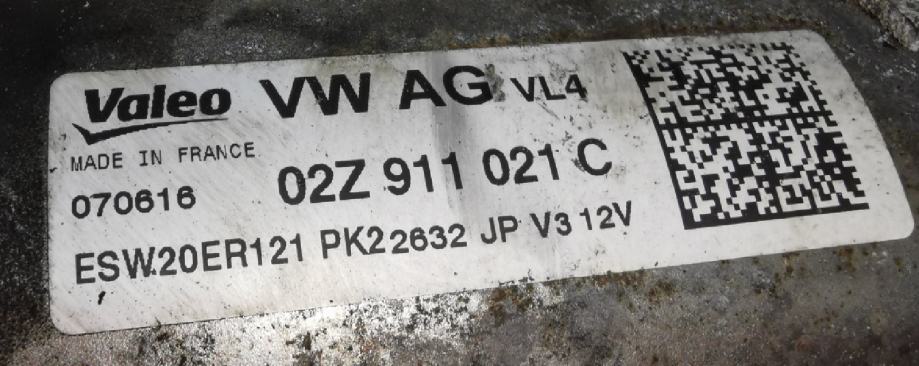 Valeo VW AG VL4
MADE IN FRANCE
070616 02Z 911 021 C
ESW20ER121 PK22632 JP V3 12V